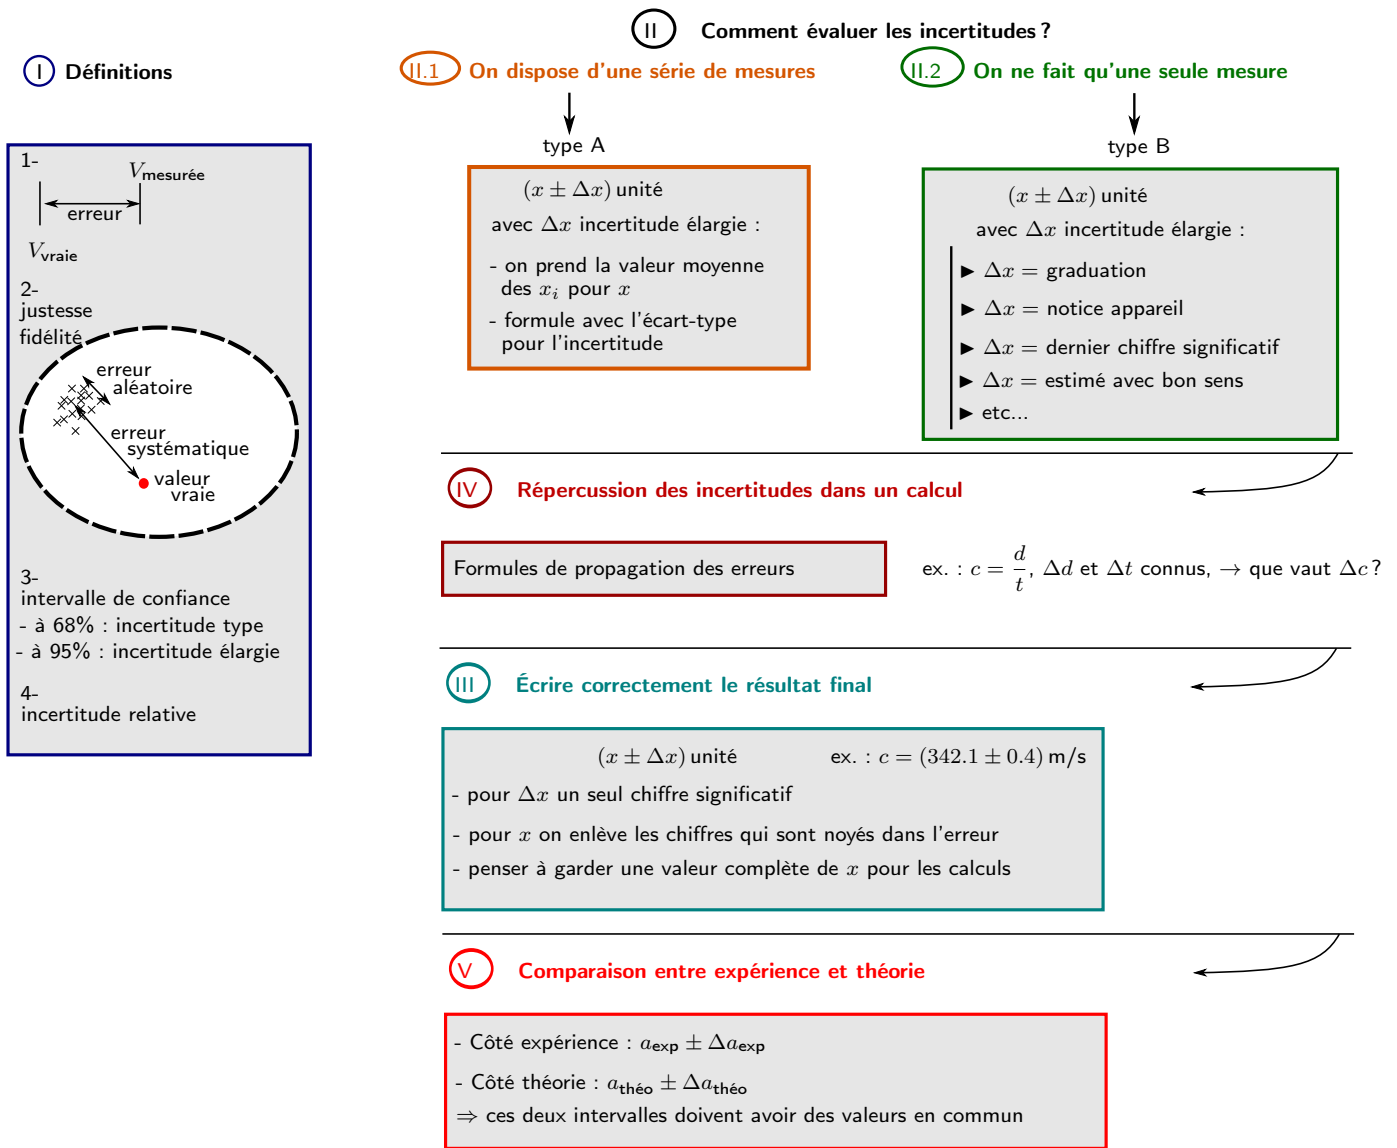 I Définitions
1-
V mesurée
erreur
V vraie
2-
justesse
fidélité
erreur
aléatoire
erreur
systématique
valeur
vraie
3-
intervalle de confiance
- à 68% : incertitude type
- à 95% : incertitude élargie
4-
incertitude relative
II Comment évaluer les incertitudes ?
II.1 On dispose d'une série de mesures
type A
(x ± Δx) unité
avec Δx incertitude élargie :
- on prend la valeur moyenne
des x_i pour x
- formule avec l'écart-type
pour l'incertitude
II.2 On ne fait qu'une seule mesure
type B
(x ± Δx) unité
avec Δx incertitude élargie :
► Δx = graduation
► Δx = notice appareil
► Δx = dernier chiffre significatif
► Δx = estimé avec bon sens
► etc...
IV Répercussion des incertitudes dans un calcul
Formules de propagation des erreurs
ex. : c = d/t, Δd et Δt connus, → que vaut Δc ?
III Écrire correctement le résultat final
(x ± Δx) unité ex. : c = (342.1 ± 0.4) m/s
- pour Δx un seul chiffre significatif
- pour x on enlève les chiffres qui sont noyés dans l'erreur
- penser à garder une valeur complète de x pour les calculs
V Comparaison entre expérience et théorie
- Côté expérience : a_exp ± Δa_exp
- Côté théorie : a_théo ± Δa_théo
⇒ ces deux intervalles doivent avoir des valeurs en commun